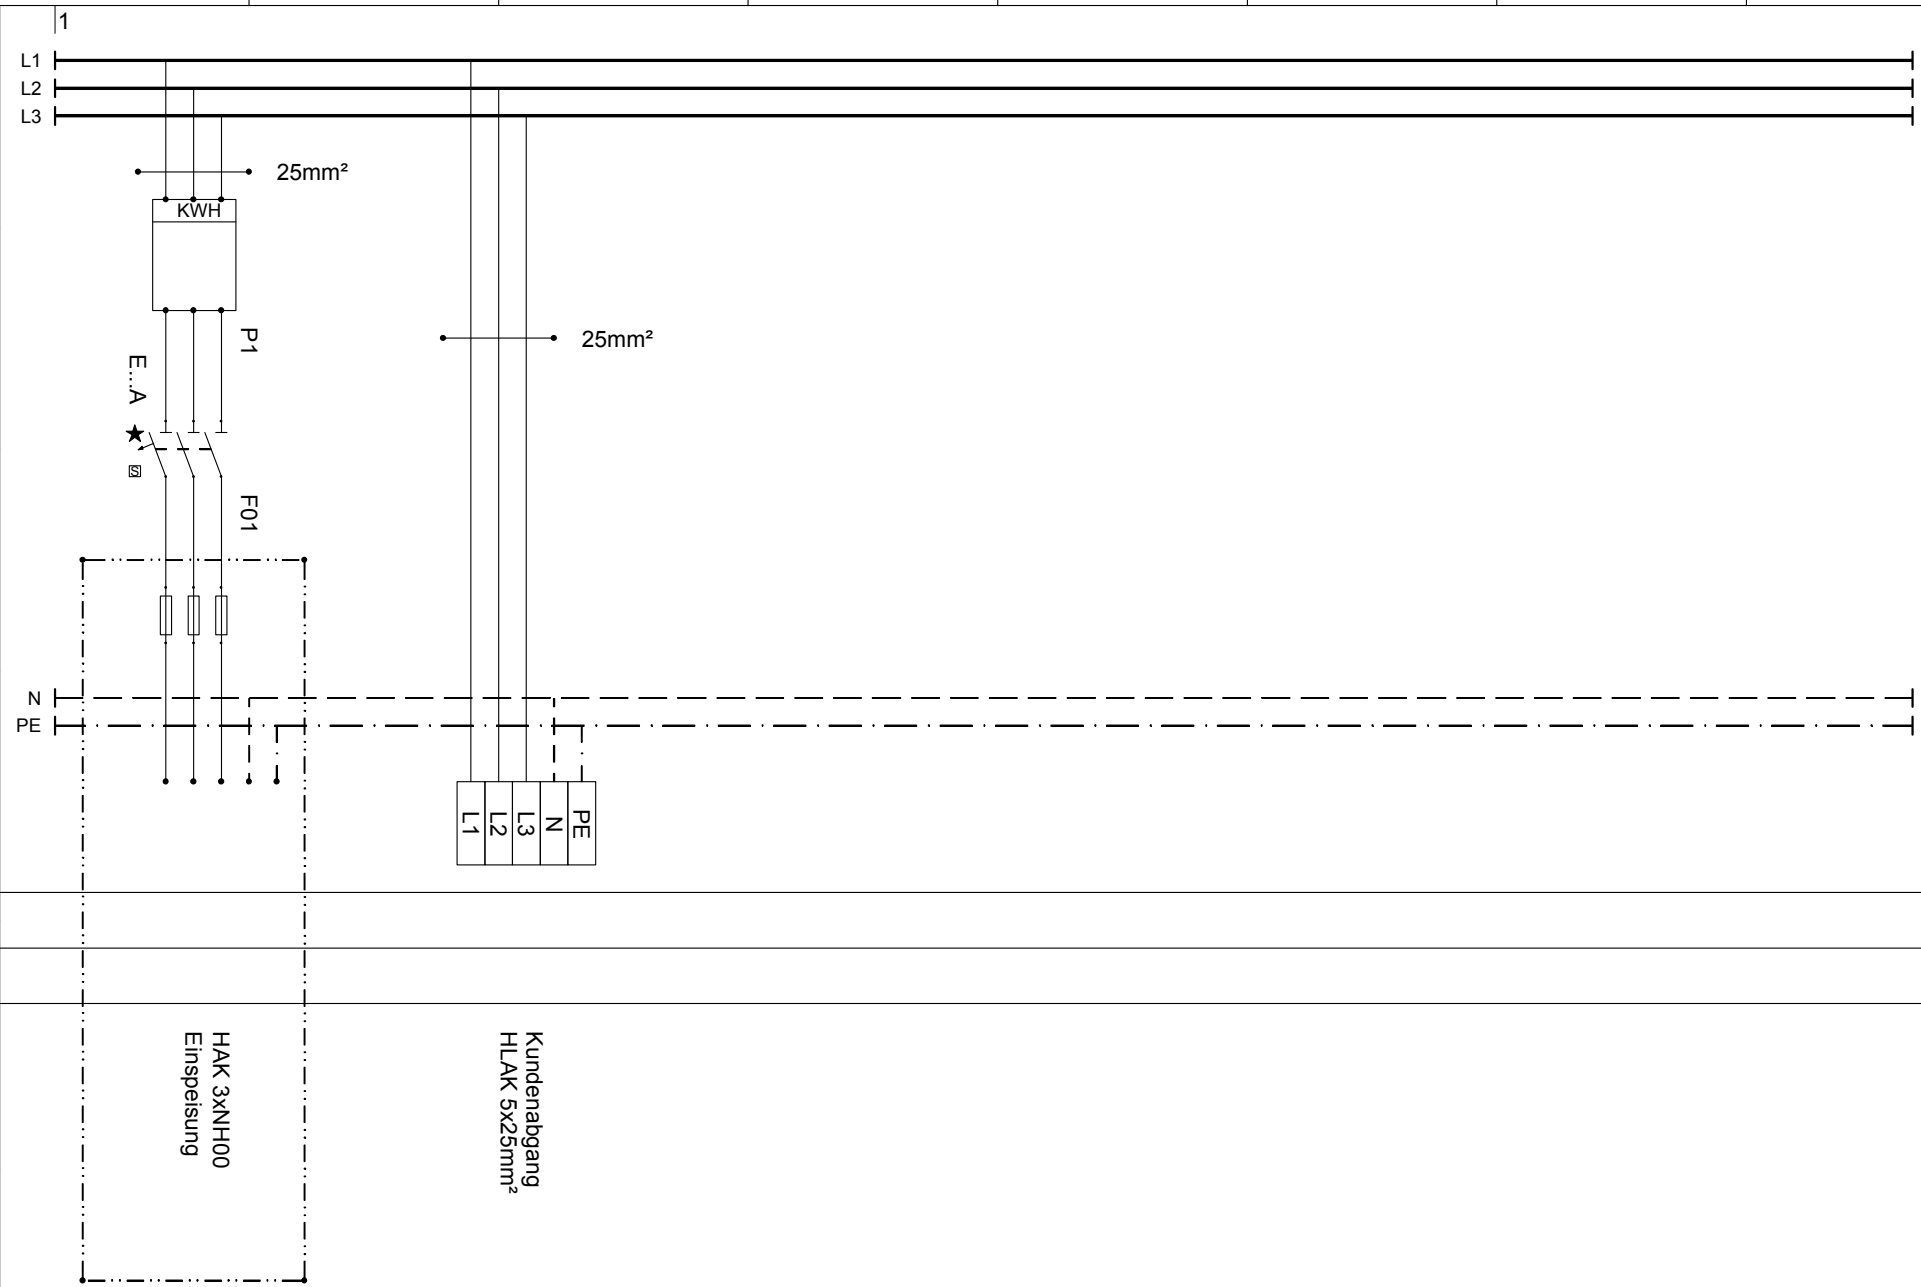 1
L1
L2
L3
25mm²
KWH
P1
25mm²
E...A
S
F01
N
PE
L1
L2
L3
N
PE
HAK 3xNH00
Einspeisung
Kundenabgang
HLAK 5x25mm²